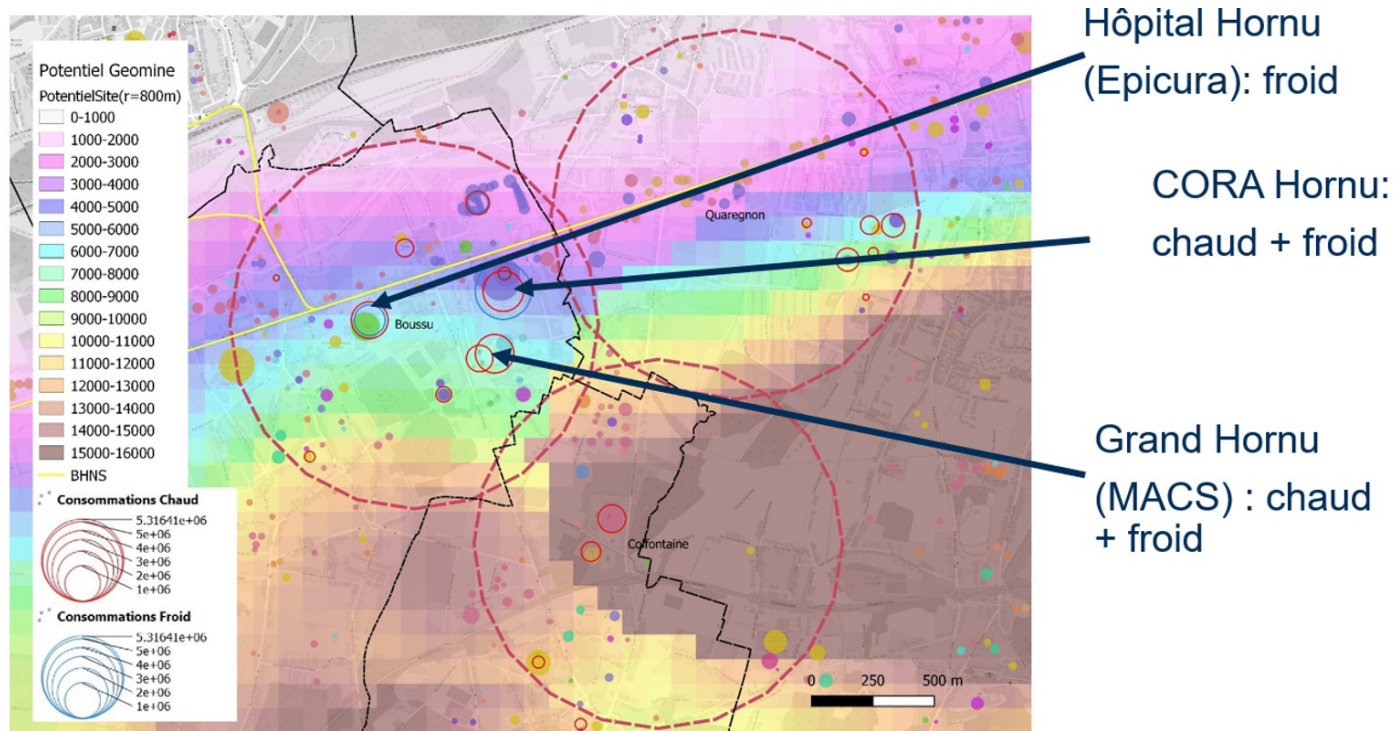 Potentiel Geomine
PotentielSite(r=800m)
0-1000
1000-2000
2000-3000
3000-4000
4000-5000
5000-6000
6000-7000
7000-8000
8000-9000
9000-10000
10000-11000
11000-12000
12000-13000
13000-14000
14000-15000
15000-16000
BHNS
Consommations Chaud
5.31641e+06
5e+06
4e+06
3e+06
2e+06
1e+06
Consommations Froid
5.31641e+06
5e+06
4e+06
3e+06
2e+06
1e+06
Quaregnon
Boussu
Colfontaine
0 250 500 m
Hôpital Hornu
(Epicura): froid
CORA Hornu:
chaud + froid
Grand Hornu
(MACS) : chaud
+ froid